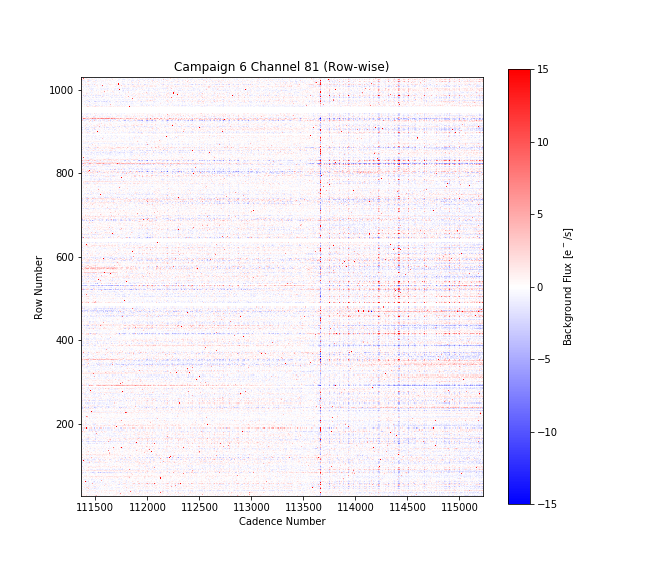 Campaign 6 Channel 81 (Row-wise)
1000
800
600
400
200
Row Number
111500 112000 112500 113000 113500 114000 114500 115000
Cadence Number
15
10
5
0
−5
−10
−15
Background Flux [e⁻/s]